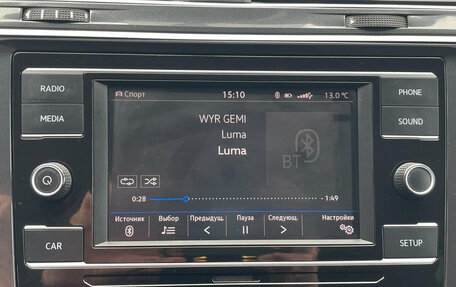 RADIO
MEDIA
CAR
PHONE
SOUND
SETUP
Спорт 15:10 13.0 °C
WYR GEMI
Luma
Luma
BT
0:28 -1:49
Источник Выбор Предыдущ. Пауза Следующ. Настройки